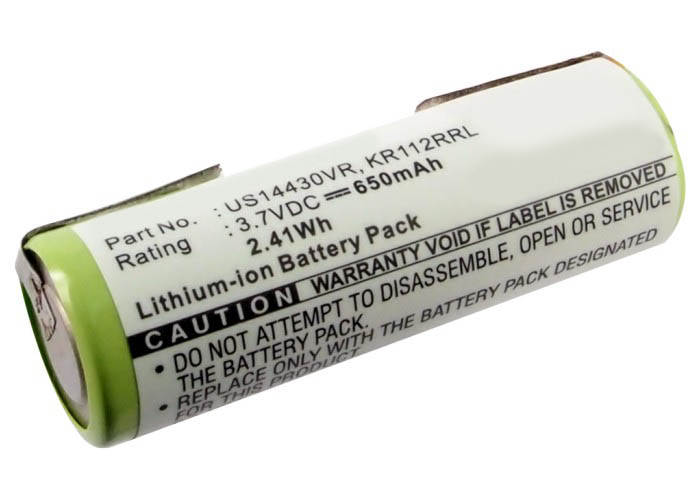 Part No. : US14430VR, KR112RRL
Rating : 3.7VDC ⎓ 650mAh
2.41Wh
Lithium-ion Battery Pack
CAUTION WARRANTY VOID IF LABEL IS REMOVED
• DO NOT ATTEMPT TO DISASSEMBLE, OPEN OR SERVICE
THE BATTERY PACK.
• REPLACE ONLY WITH THE BATTERY PACK DESIGNATED
FOR THIS PRODUCT